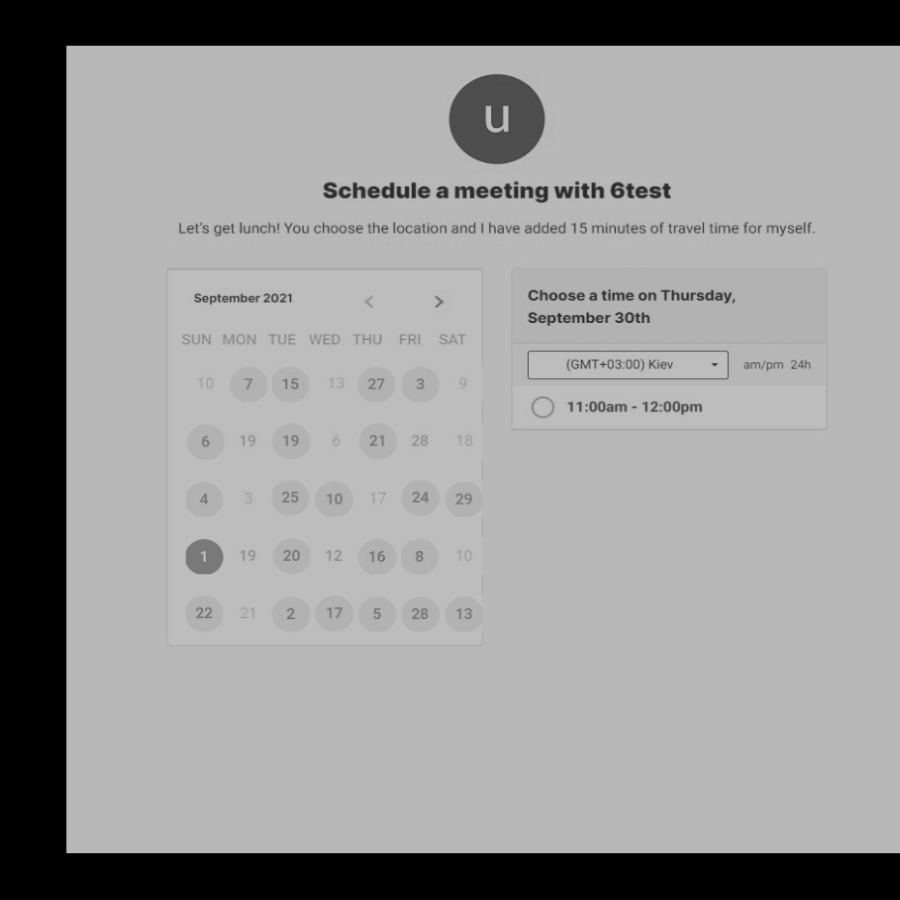 u
Schedule a meeting with 6test
Let's get lunch! You choose the location and I have added 15 minutes of travel time for myself.
September 2021 < >
SUN MON TUE WED THU FRI SAT
10 7 15 13 27 3 9
6 19 19 6 21 28 18
4 3 25 10 17 24 29
1 19 20 12 16 8 10
22 21 2 17 5 28 13
Choose a time on Thursday,
September 30th
(GMT+03:00) Kiev am/pm 24h
11:00am - 12:00pm